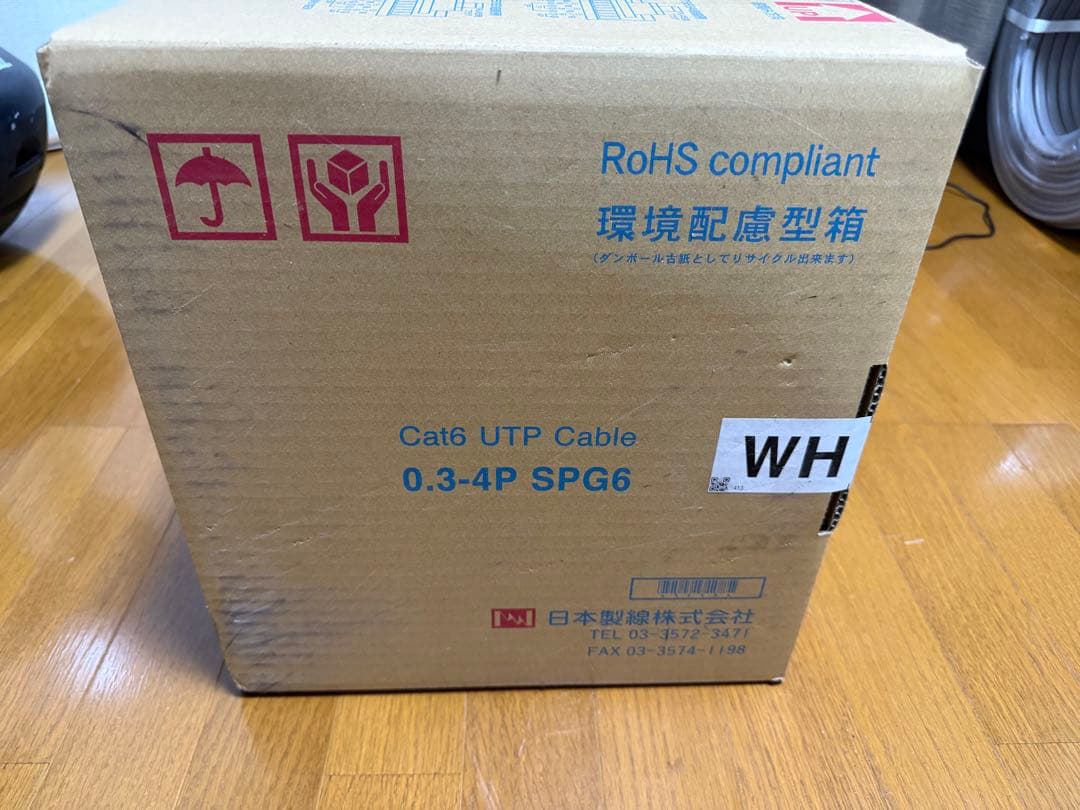 UP
RoHS compliant
環境配慮型箱
(ダンボール古紙としてリサイクル出来ます)
Cat6 UTP Cable
0.3-4P SPG6
WH
日本製線株式会社
TEL 03-3572-3471
FAX 03-3574-1198